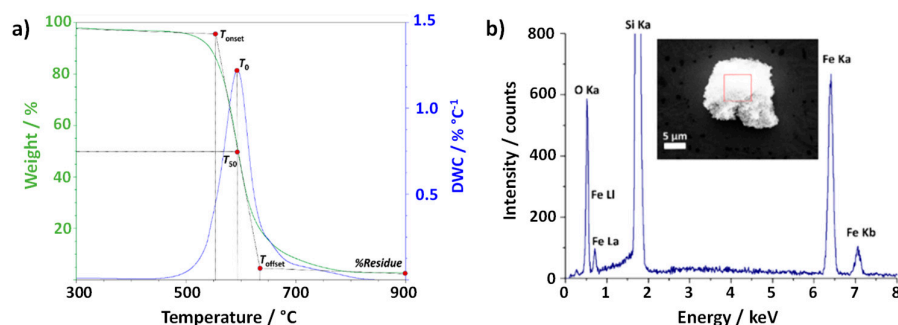 a)
Weight / %
100
80
60
40
20
T onset
T 0
T 50
T offset
%Residue
1.5
1.0
0.5
0.0
DWC / % °C-1
300
500
700
900
Temperature / °C
b)
Intensity / counts
800
600
400
200
0
Si Ka
O Ka
Fe Ll
Fe La
5 µm
Fe Ka
Fe Kb
0
1
2
3
4
5
6
7
8
Energy / keV